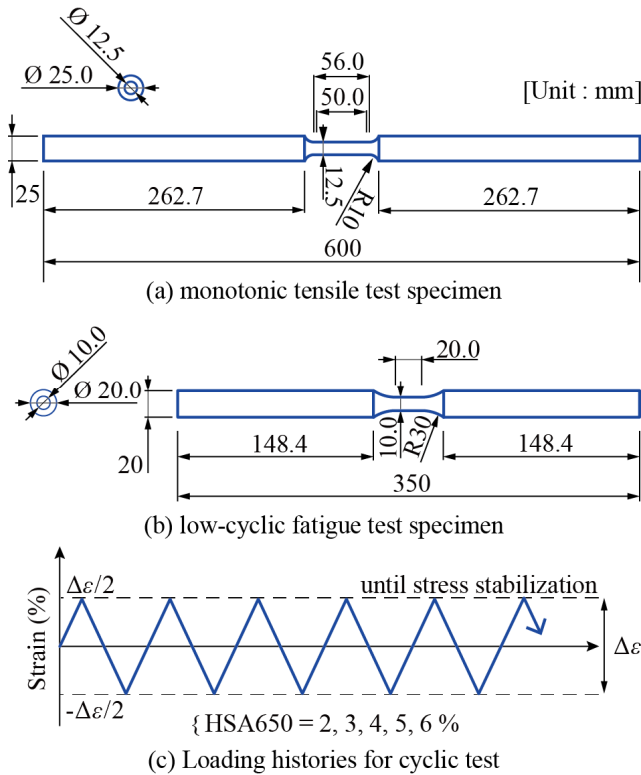 Ø 12.5
Ø 25.0
56.0
50.0
[Unit : mm]
25
12.5
R10
262.7
262.7
600
(a) monotonic tensile test specimen
Ø 10.0
Ø 20.0
20.0
20
10.0
R30
148.4
148.4
350
(b) low-cyclic fatigue test specimen
Strain (%)
Δε/2
until stress stabilization
Δε
-Δε/2
{HSA650 = 2, 3, 4, 5, 6 %
(c) Loading histories for cyclic test